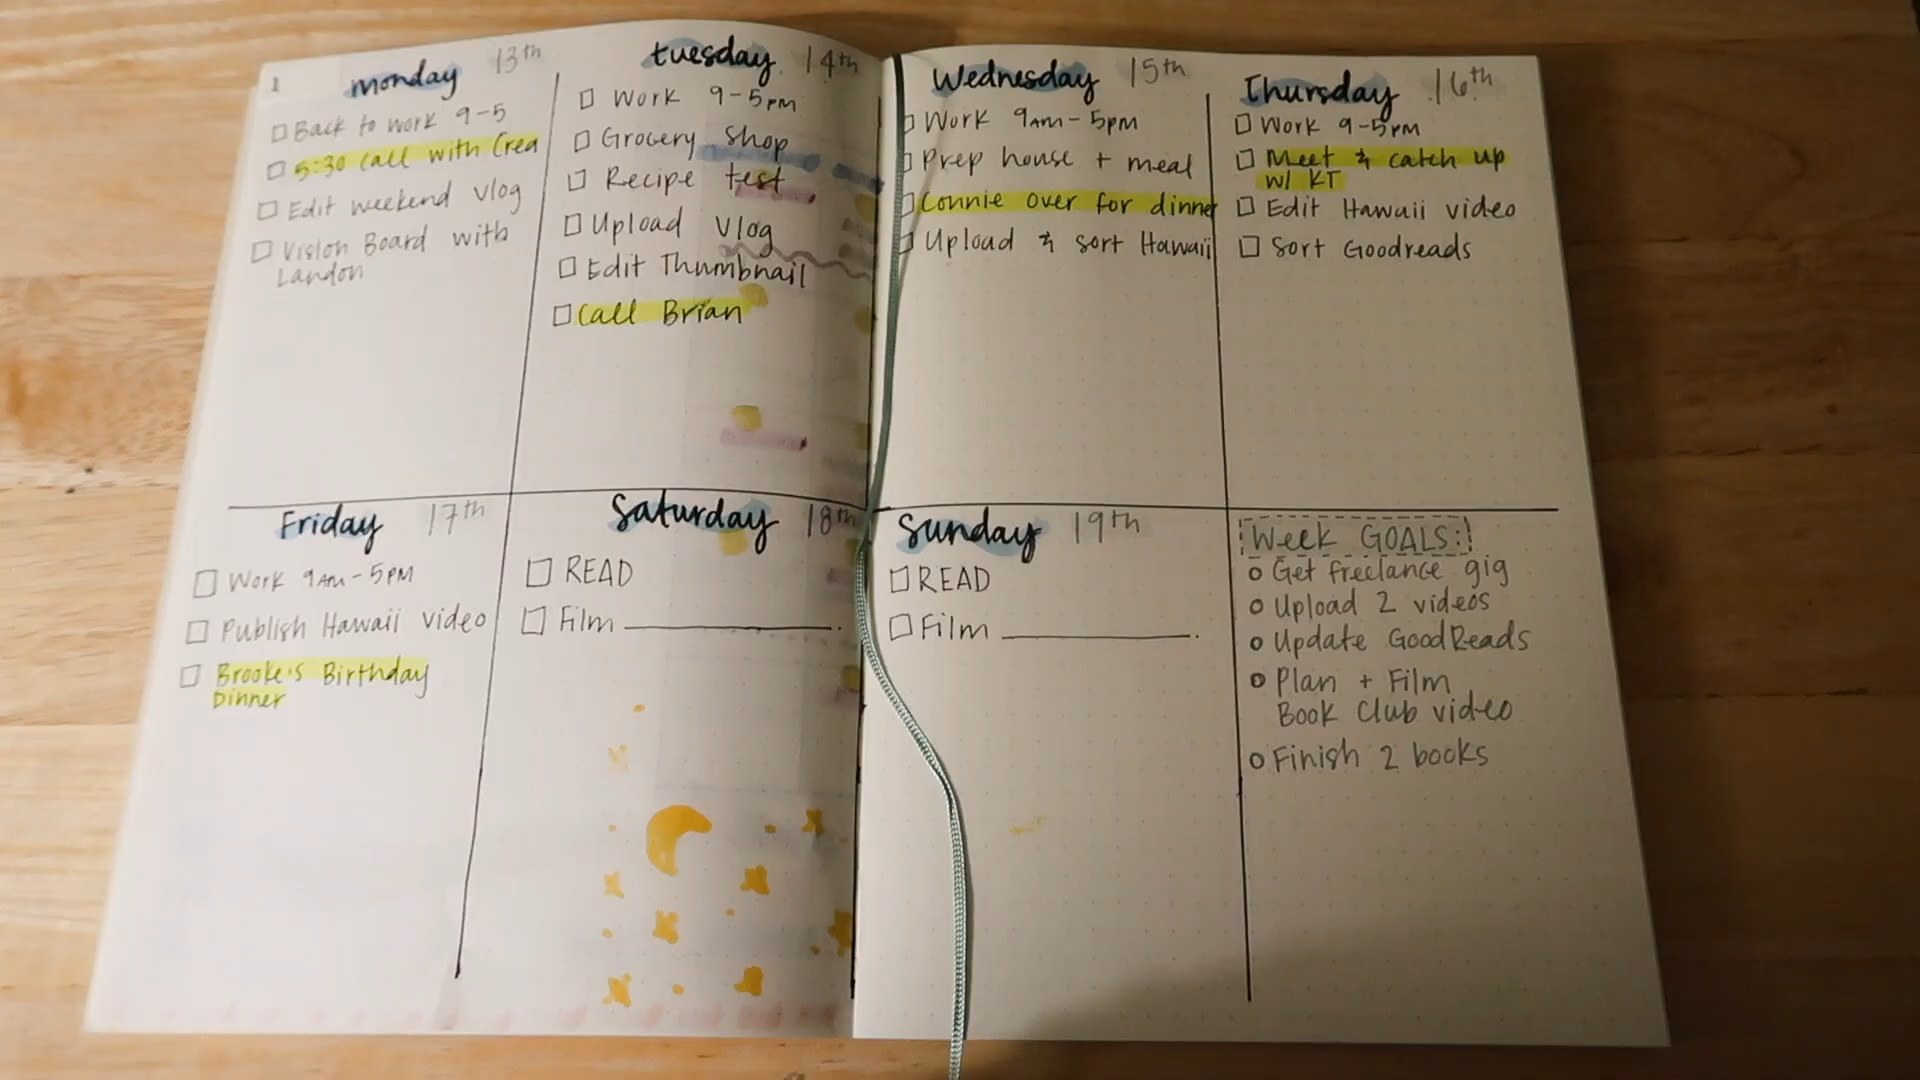 monday 13th
Back to work 9-5
5:30 call with Crea
Edit weekend vlog
Vision Board with
Landon
tuesday 14th
Work 9-5pm
Grocery Shop
Recipe test
Upload Vlog
Edit Thumbnail
Call Brian
Wednesday 15th
Work 9am-5pm
Prep house + meal
Connie over for dinner
Upload & sort Hawaii
Thursday 16th
Work 9-5pm
Meet & catch up
w/ KT
Edit Hawaii video
Sort Goodreads
Friday 17th
Work 9am-5pm
Publish Hawaii video
Brooke's Birthday
Dinner
Saturday 18th
READ
Film
Sunday 19th
READ
Film
Week GOALS:
Get freelance gig
Upload 2 videos
Update GoodReads
Plan + Film
Book Club video
Finish 2 books